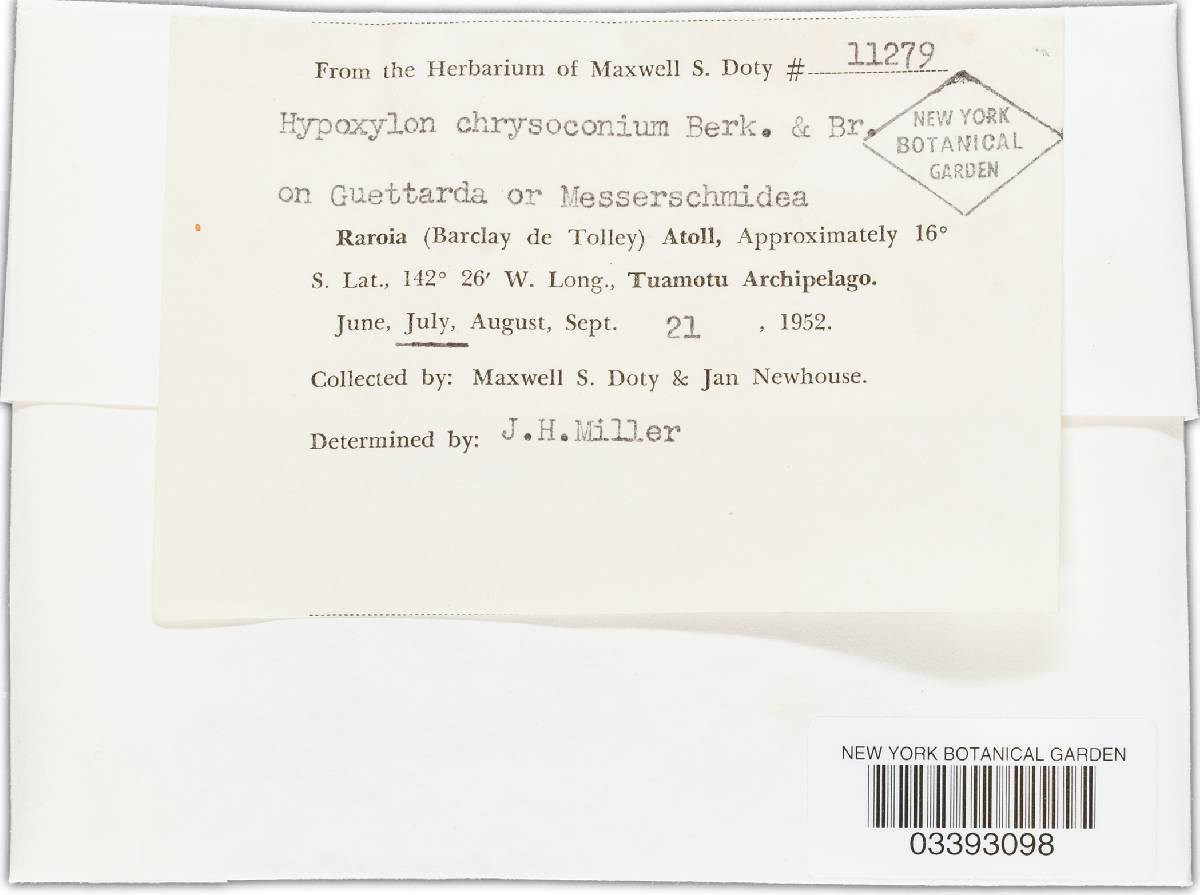 From the Herbarium of Maxwell S. Doty # 11279
Hypoxylon chrysoconium Berk. & Br.
NEW YORK
BOTANICAL
GARDEN
on Guettarda or Messerschmidea
Raroia (Barclay de Tolley) Atoll, Approximately 16°
S. Lat., 142° 26′ W. Long., Tuamotu Archipelago.
June, July, August, Sept. 21 , 1952.
Collected by: Maxwell S. Doty & Jan Newhouse.
Determined by: J.H.Miller
NEW YORK BOTANICAL GARDEN
03393098